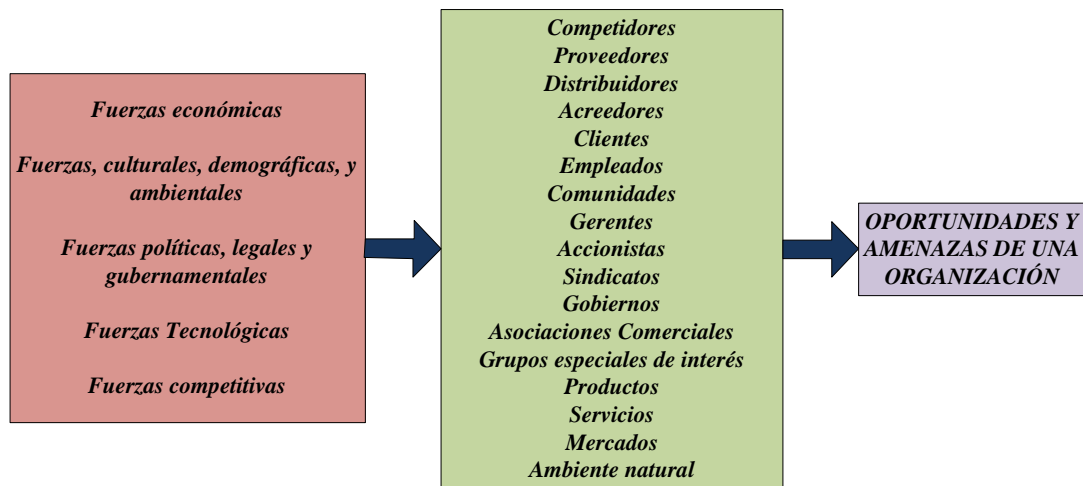 Fuerzas económicas
Fuerzas, culturales, demográficas, y
ambientales
Fuerzas políticas, legales y
gubernamentales
Fuerzas Tecnológicas
Fuerzas competitivas
Competidores
Proveedores
Distribuidores
Acreedores
Clientes
Empleados
Comunidades
Gerentes
Accionistas
Sindicatos
Gobiernos
Asociaciones Comerciales
Grupos especiales de interés
Productos
Servicios
Mercados
Ambiente natural
OPORTUNIDADES Y
AMENAZAS DE UNA
ORGANIZACIÓN